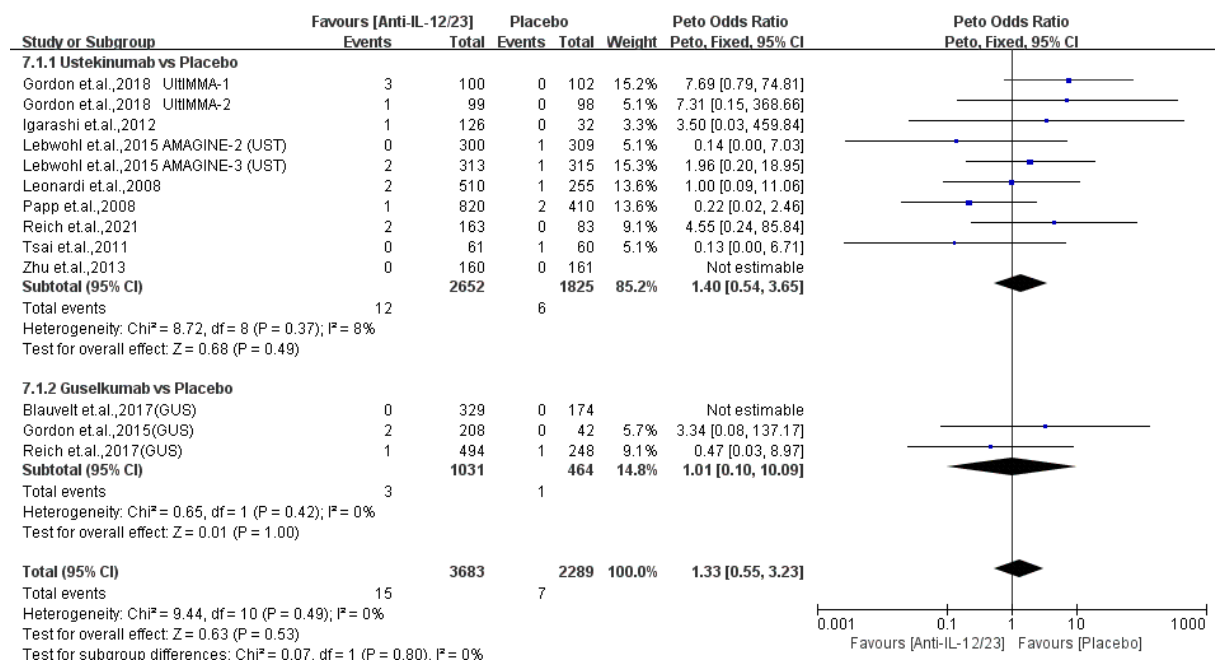 Favours [Anti-IL-12/23] Placebo Peto Odds Ratio Peto Odds Ratio
Study or Subgroup Events Total Events Total Weight Peto, Fixed, 95% CI Peto, Fixed, 95% CI
7.1.1 Ustekinumab vs Placebo
Gordon et.al.,2018 UltIMMA-1 3 100 0 102 15.2% 7.69 [0.79, 74.81]
Gordon et.al.,2018 UltIMMA-2 1 99 0 98 5.1% 7.31 [0.15, 368.66]
Igarashi et.al.,2012 1 126 0 32 3.3% 3.50 [0.03, 459.84]
Lebwohl et.al.,2015 AMAGINE-2 (UST) 0 300 1 309 5.1% 0.14 [0.00, 7.03]
Lebwohl et.al.,2015 AMAGINE-3 (UST) 2 313 1 315 15.3% 1.96 [0.20, 18.95]
Leonardi et.al.,2008 2 510 1 255 13.6% 1.00 [0.09, 11.06]
Papp et.al.,2008 1 820 2 410 13.6% 0.22 [0.02, 2.46]
Reich et.al.,2021 2 163 0 83 9.1% 4.55 [0.24, 85.84]
Tsai et.al.,2011 0 61 1 60 5.1% 0.13 [0.00, 6.71]
Zhu et.al.,2013 0 160 0 161 Not estimable
Subtotal (95% CI) 2652 1825 85.2% 1.40 [0.54, 3.65]
Total events 12 6
Heterogeneity: Chi² = 8.72, df = 8 (P = 0.37); I² = 8%
Test for overall effect: Z = 0.68 (P = 0.49)
7.1.2 Guselkumab vs Placebo
Blauvelt et.al.,2017(GUS) 0 329 0 174 Not estimable
Gordon et.al.,2015(GUS) 2 208 0 42 5.7% 3.34 [0.08, 137.17]
Reich et.al.,2017(GUS) 1 494 1 248 9.1% 0.47 [0.03, 8.97]
Subtotal (95% CI) 1031 464 14.8% 1.01 [0.10, 10.09]
Total events 3 1
Heterogeneity: Chi² = 0.65, df = 1 (P = 0.42); I² = 0%
Test for overall effect: Z = 0.01 (P = 1.00)
Total (95% CI) 3683 2289 100.0% 1.33 [0.55, 3.23]
Total events 15 7
Heterogeneity: Chi² = 9.44, df = 10 (P = 0.49); I² = 0%
Test for overall effect: Z = 0.63 (P = 0.53)
Test for subgroup differences: Chi² = 0.07, df = 1 (P = 0.80), I² = 0%
0.001 0.1 1 10 1000
Favours [Anti-IL-12/23] Favours [Placebo]